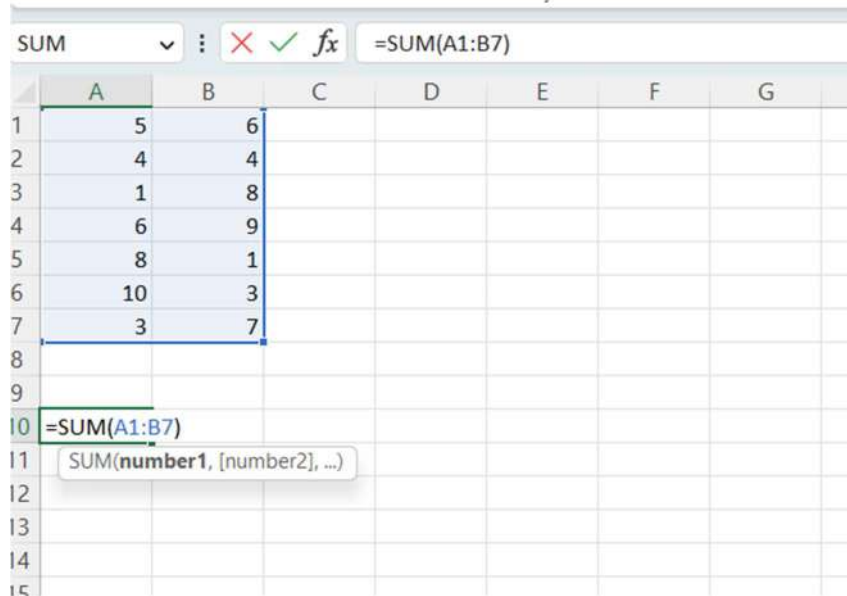 SUM fx =SUM(A1:B7)
A B C D E F G
1 5 6
2 4 4
3 1 8
4 6 9
5 8 1
6 10 3
7 3 7
8
9
10 =SUM(A1:B7)
11 SUM(number1, [number2], ...)
12
13
14
15